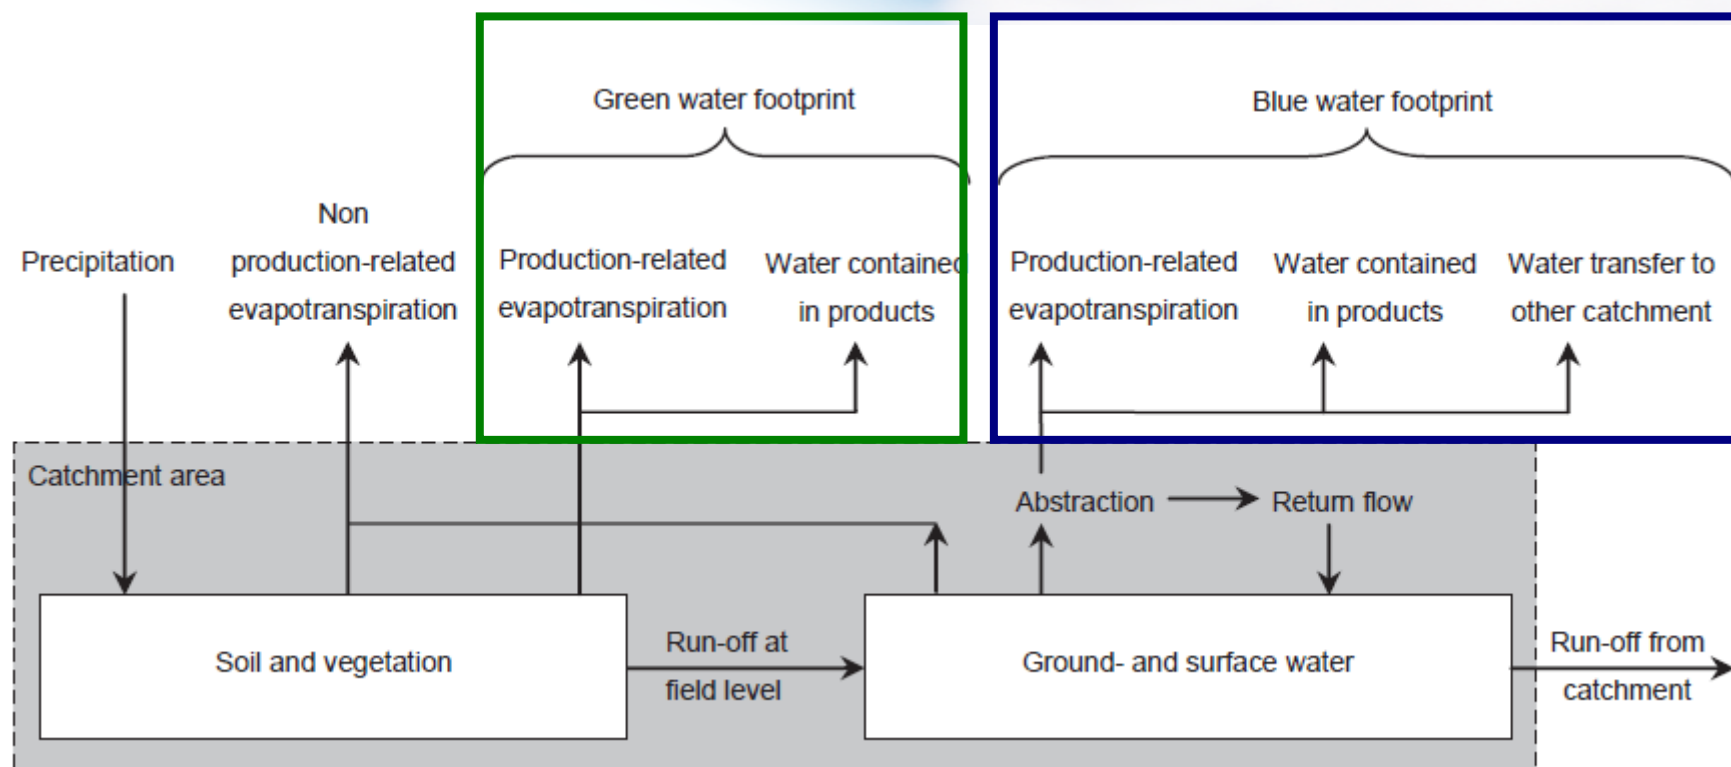 Green water footprint
Blue water footprint
Precipitation
Non
production-related
evapotranspiration
Production-related
evapotranspiration
Water contained
in products
Production-related
evapotranspiration
Water contained
in products
Water transfer to
other catchment
Catchment area
Abstraction
Return flow
Soil and vegetation
Run-off at
field level
Ground- and surface water
Run-off from
catchment